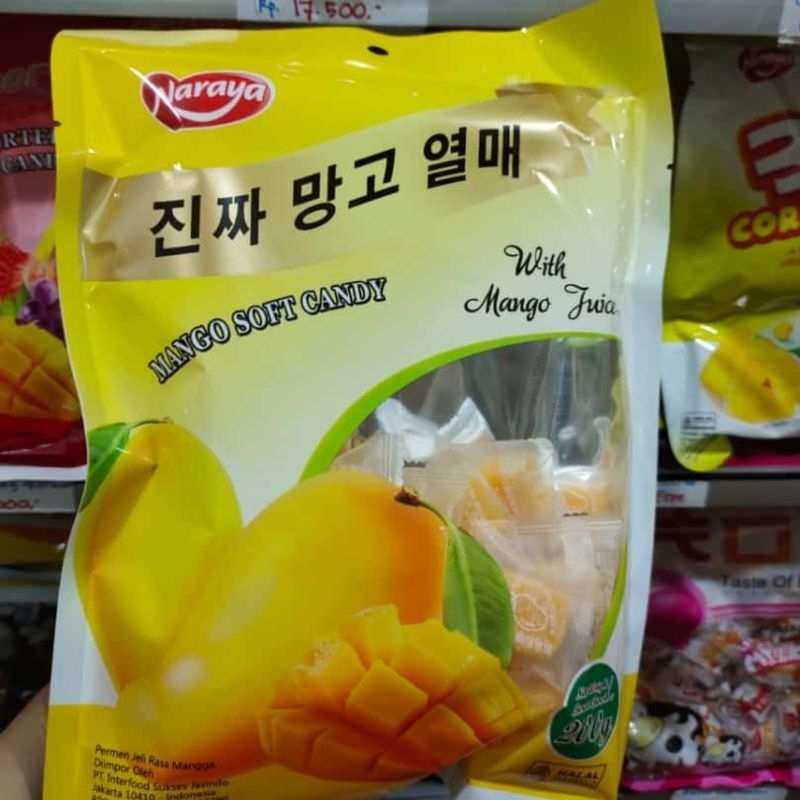 Rp. 17.500,-
Naraya
진짜 망고 열매
MANGO SOFT CANDY
With
Mango Juice
200g
HALAL
Permen Jeli Rasa Mangga
Diimpor Oleh :
PT. Interfood Sukses Jasindo
Jakarta 10410 - Indonesia
Naraya
Taste Of
Free